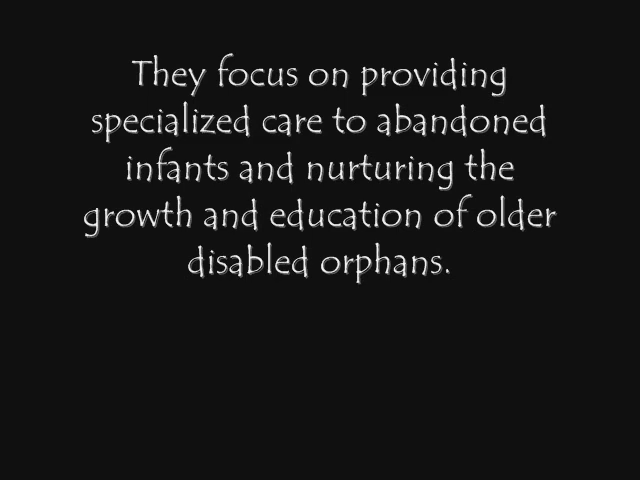 They focus on providing
specialized care to abandoned
infants and nurturing the
growth and education of older
disabled orphans.